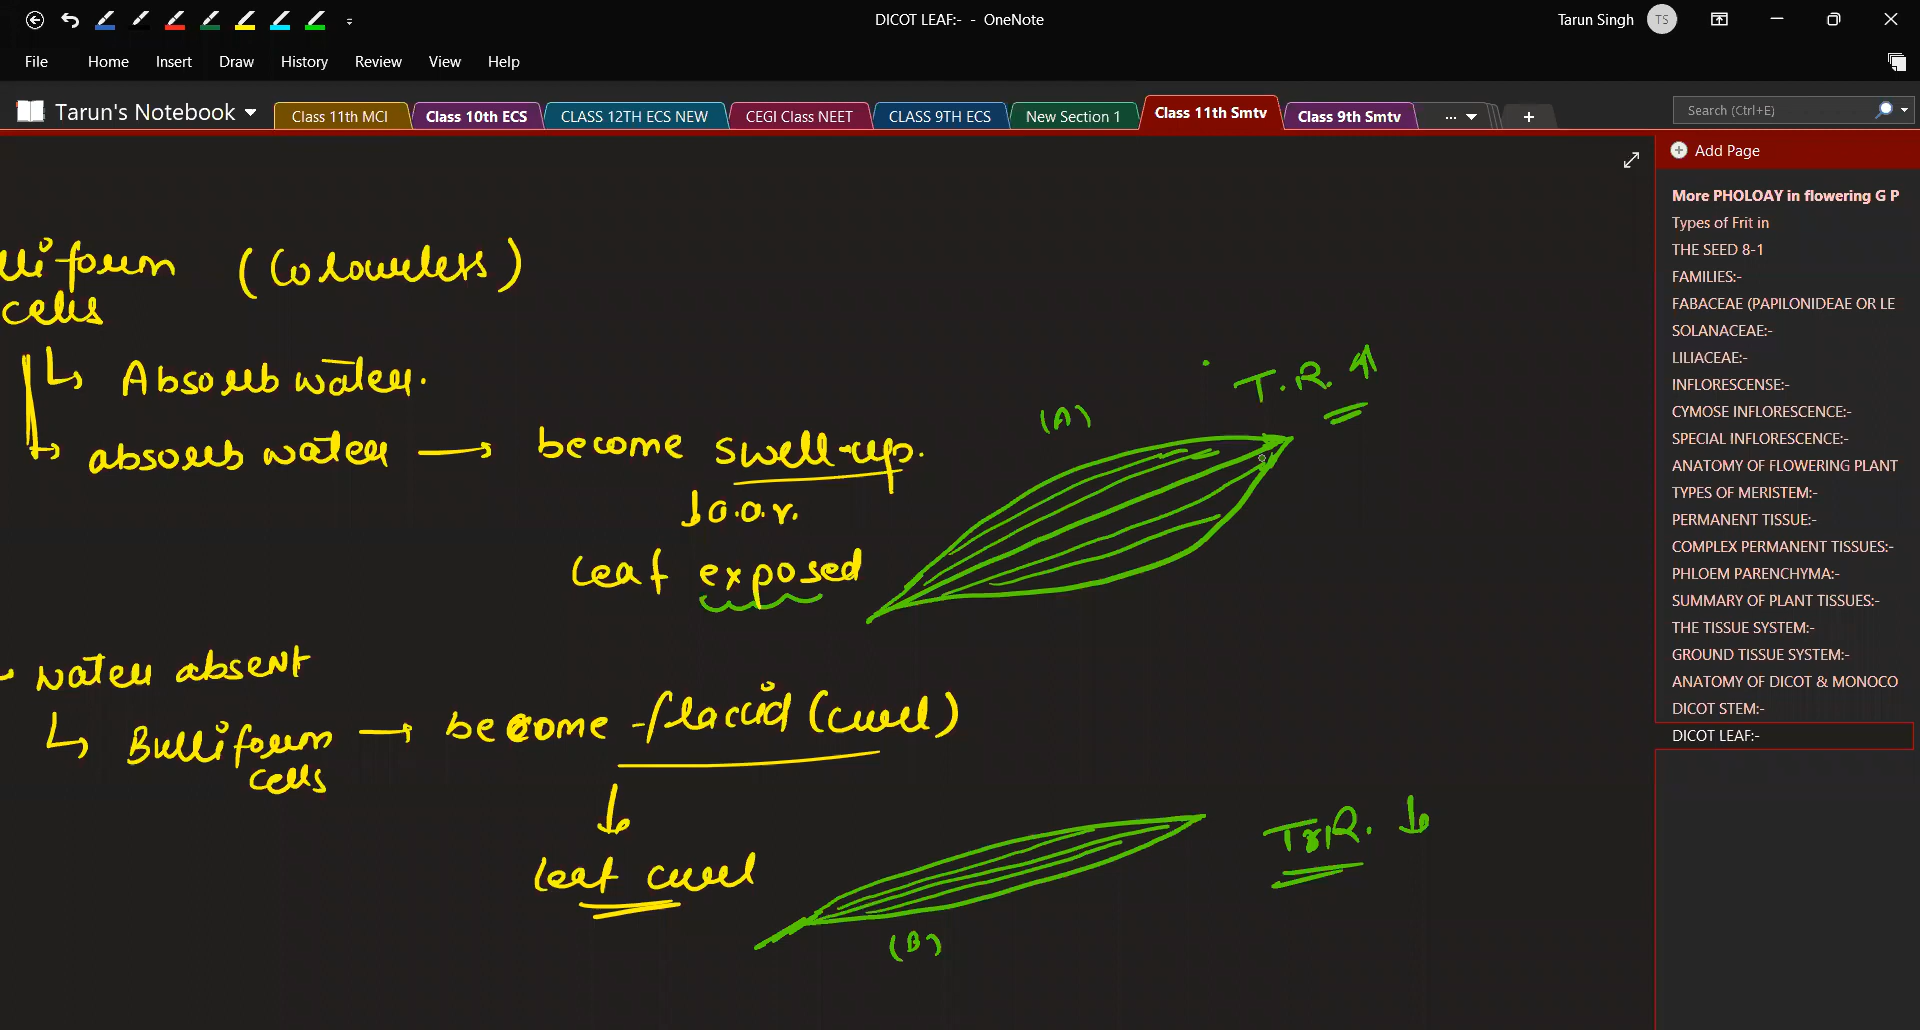 DICOT LEAF:- - OneNote
Tarun Singh TS
File Home Insert Draw History Review View Help
Tarun's Notebook
Class 11th MCI Class 10th ECS CLASS 12TH ECS NEW CEGI Class NEET CLASS 9TH ECS New Section 1 Class 11th Smtv Class 9th Smtv ... +
Search (Ctrl+E)
Add Page
More PHOLOAY in flowering G P
Types of Frit in
THE SEED 8-1
FAMILIES:-
FABACEAE (PAPILONIDEAE OR LE
SOLANACEAE:-
LILIACEAE:-
INFLORESCENSE:-
CYMOSE INFLORESCENCE:-
SPECIAL INFLORESCENCE:-
ANATOMY OF FLOWERING PLANT
TYPES OF MERISTEM:-
PERMANENT TISSUE:-
COMPLEX PERMANENT TISSUES:-
PHLOEM PARENCHYMA:-
SUMMARY OF PLANT TISSUES:-
THE TISSUE SYSTEM:-
GROUND TISSUE SYSTEM:-
ANATOMY OF DICOT & MONOCO
DICOT STEM:-
DICOT LEAF:-
lliform (Colourless)
cells
↳ Absorb water.
↳ absorb water → become swell-up.
↓ o.o.r.
leaf exposed
(A)
T.R. ↑
- water absent
↳ Bulliform → become flaccid (curl)
cells
↓
leaf curl
(B)
T.R. ↓